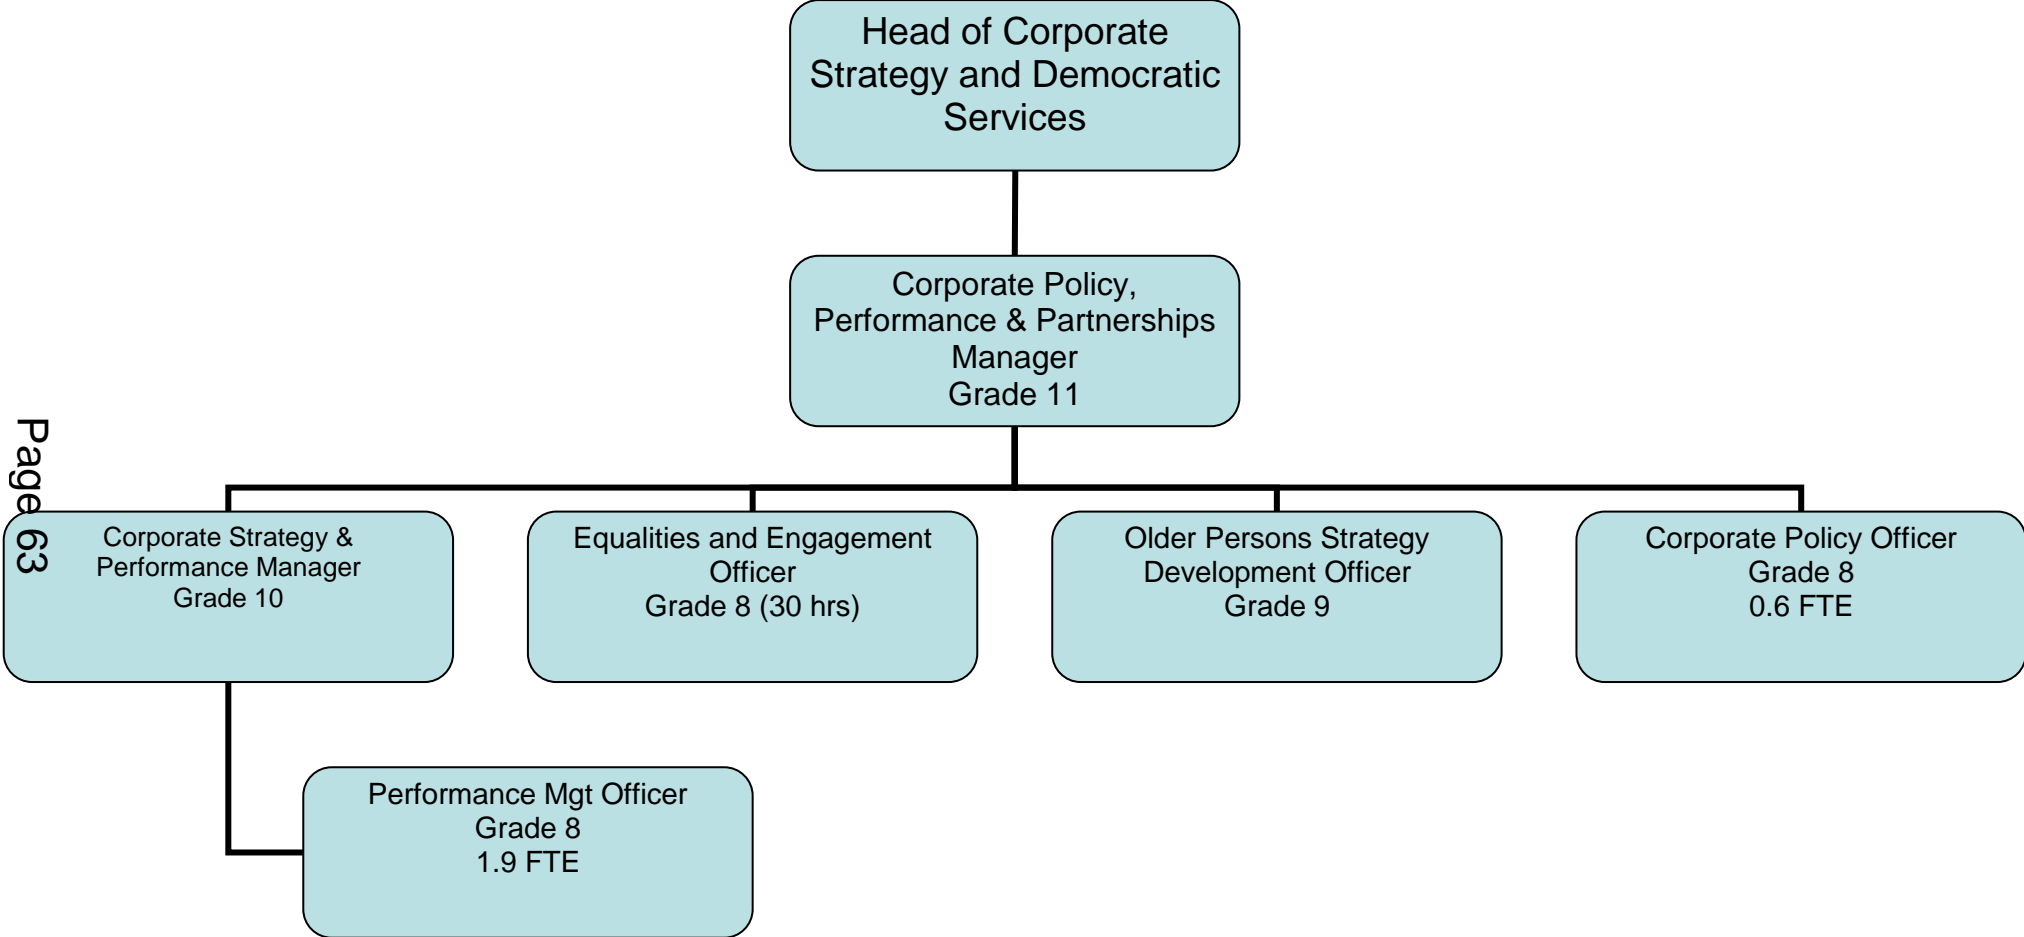 Head of Corporate
Strategy and Democratic
Services
Corporate Policy,
Performance & Partnerships
Manager
Grade 11
Page 63
Corporate Strategy &
Performance Manager
Grade 10
Equalities and Engagement
Officer
Grade 8 (30 hrs)
Older Persons Strategy
Development Officer
Grade 9
Corporate Policy Officer
Grade 8
0.6 FTE
Performance Mgt Officer
Grade 8
1.9 FTE